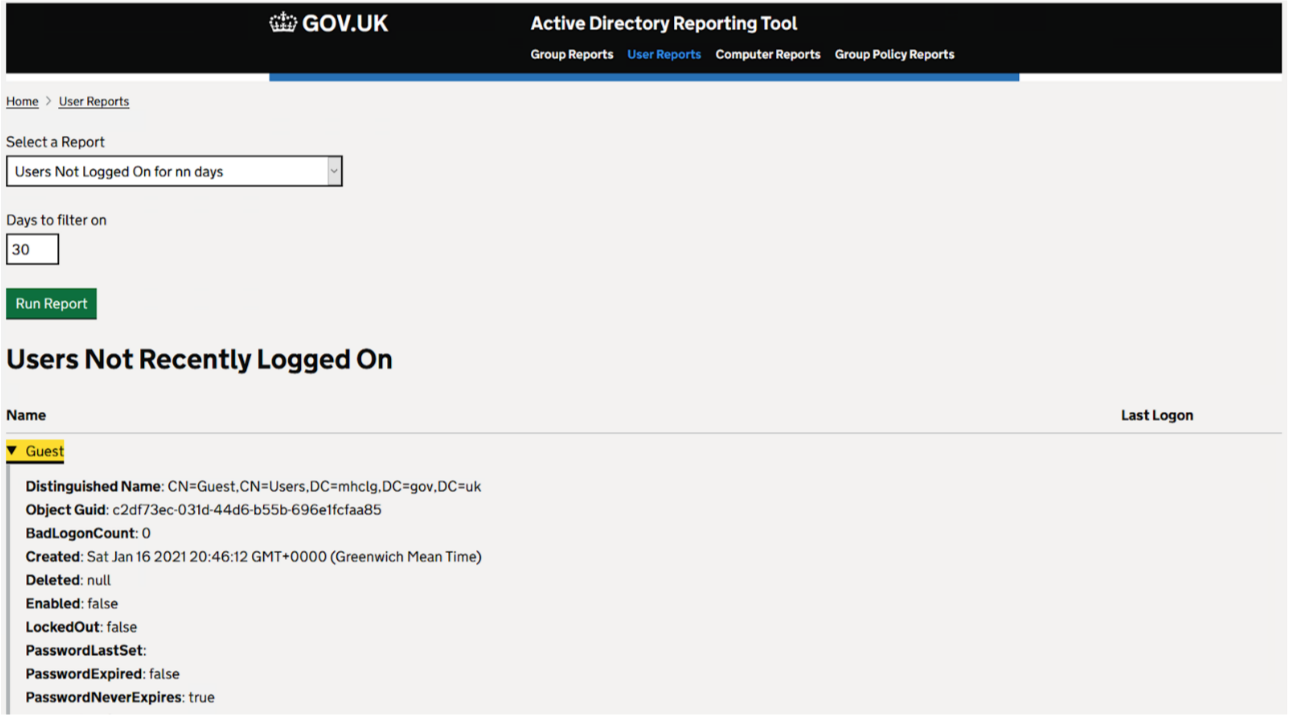 GOV.UK
Active Directory Reporting Tool
Group Reports User Reports Computer Reports Group Policy Reports
Home > User Reports
Select a Report
Users Not Logged On for nn days
Days to filter on
30
Run Report
Users Not Recently Logged On
Name Last Logon
▼ Guest
Distinguished Name: CN=Guest,CN=Users,DC=mhclg,DC=gov,DC=uk
Object Guid: c2df73ec-031d-44d6-b55b-696e1fcfaa85
BadLogonCount: 0
Created: Sat Jan 16 2021 20:46:12 GMT+0000 (Greenwich Mean Time)
Deleted: null
Enabled: false
LockedOut: false
PasswordLastSet:
PasswordExpired: false
PasswordNeverExpires: true